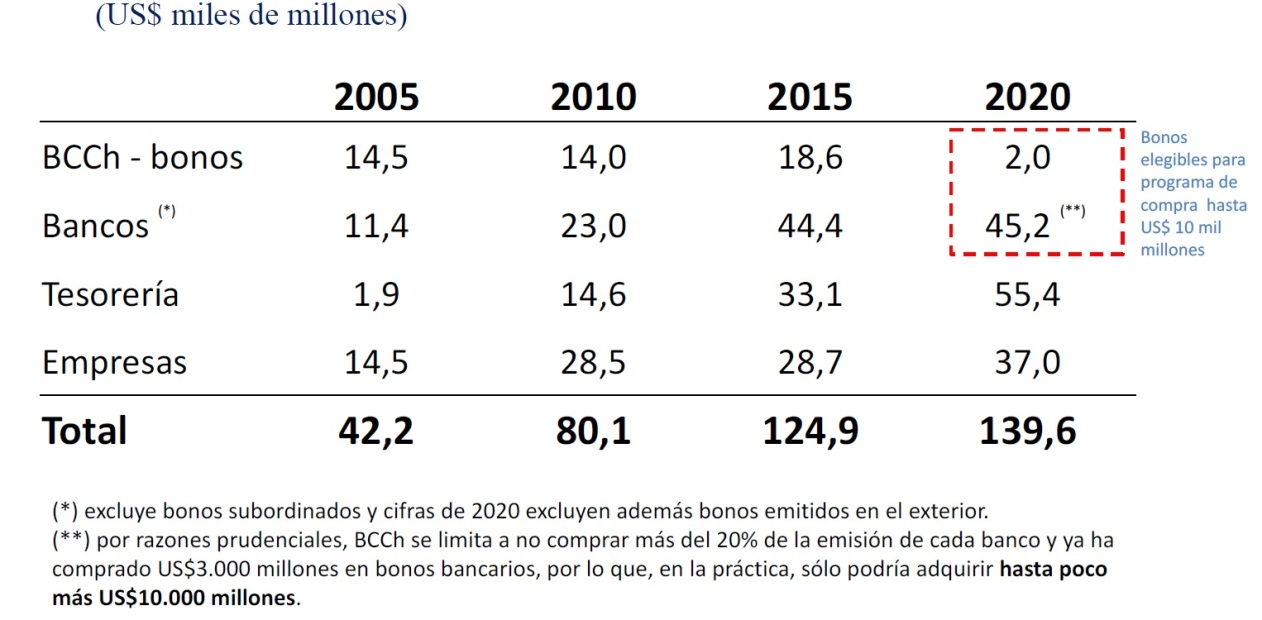 (US$ miles de millones)
2005 2010 2015 2020
BCCh - bonos 14,5 14,0 18,6 2,0
Bancos (*) 11,4 23,0 44,4 45,2 (**)
Tesorería 1,9 14,6 33,1 55,4
Empresas 14,5 28,5 28,7 37,0
Total 42,2 80,1 124,9 139,6
Bonos
elegibles para
programa de
compra hasta
US$ 10 mil
millones
(*) excluye bonos subordinados y cifras de 2020 excluyen además bonos emitidos en el exterior.
(**) por razones prudenciales, BCCh se limita a no comprar más del 20% de la emisión de cada banco y ya ha
comprado US$3.000 millones en bonos bancarios, por lo que, en la práctica, sólo podría adquirir hasta poco
más US$10.000 millones.